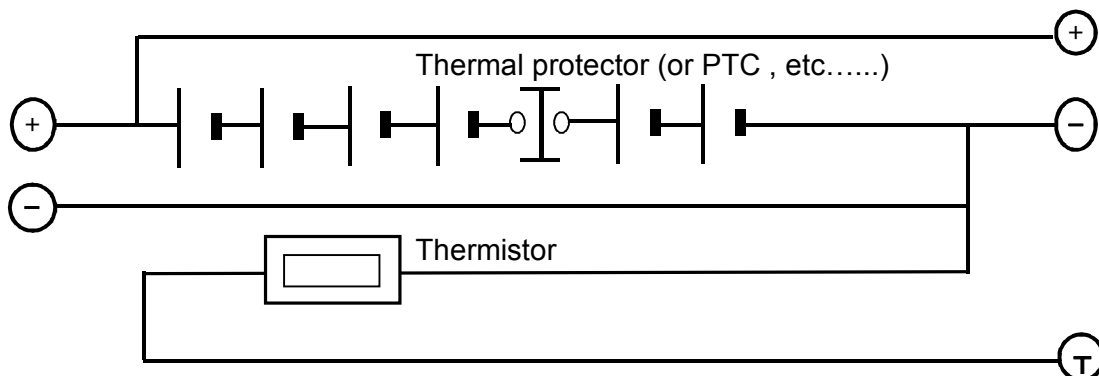 +
Thermal protector (or PTC , etc…...)
+
−
−
Thermistor
T